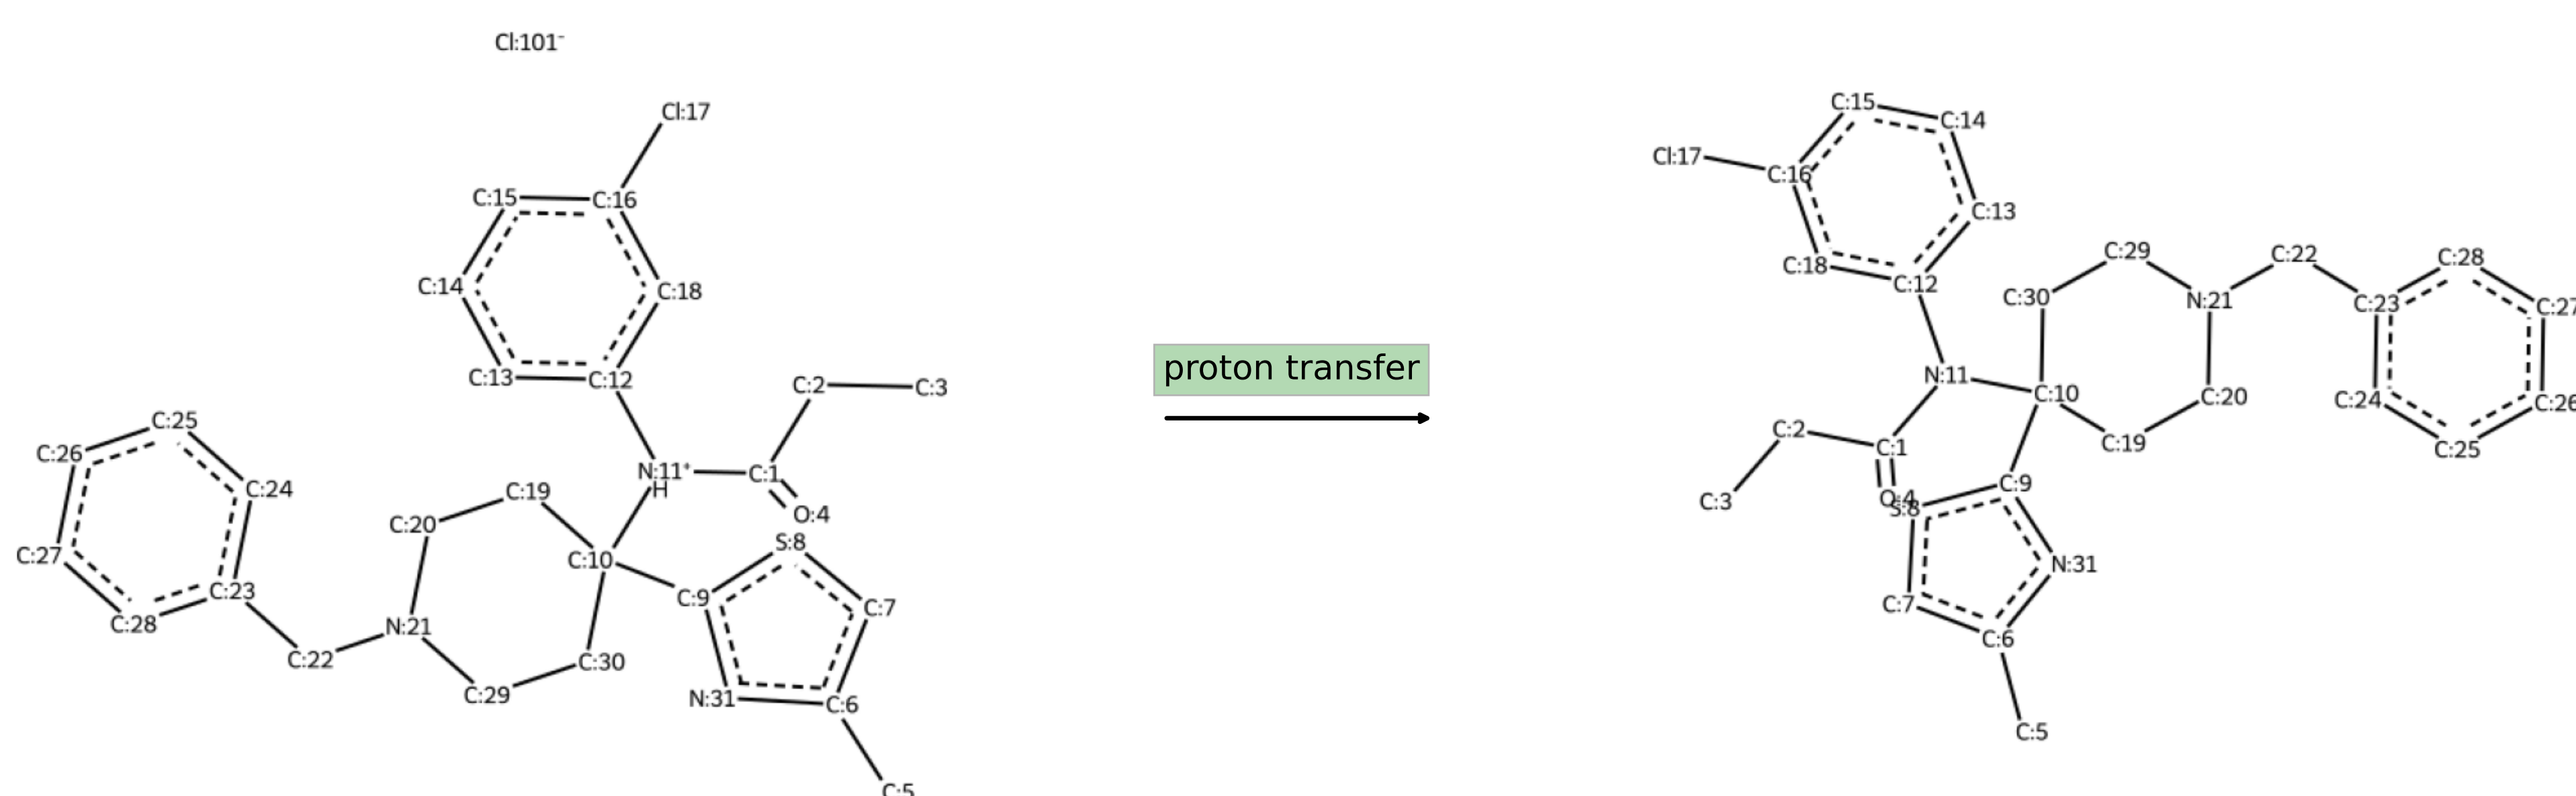 Cl:101⁻
Cl:17
C:15
C:16
C:14
C:18
C:13
C:12
C:2
C:3
C:25
C:26
C:24
N:11⁺
H
C:1
O:4
C:19
C:20
C:27
C:10
S:8
C:23
C:9
C:7
C:28
N:21
C:22
C:30
C:29
N:31
C:6
C:5
proton transfer
C:15
C:14
Cl:17
C:16
C:13
C:18
C:12
C:29
C:22
C:28
C:30
N:21
C:23
C:27
N:11
C:10
C:20
C:24
C:26
C:2
C:1
C:19
C:25
C:3
O:4
S:8
C:9
N:31
C:7
C:6
C:5